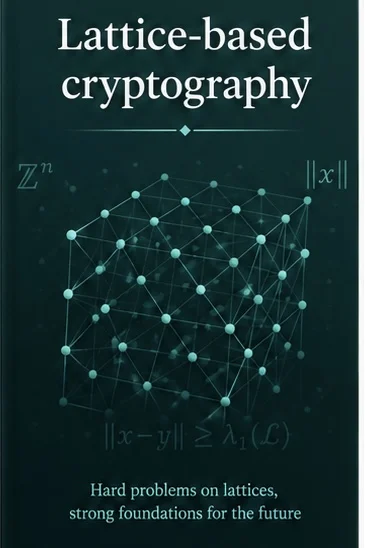 Lattice-based
cryptography
ℤⁿ
‖x‖
‖x−y‖ ≥ λ₁(ℒ)
Hard problems on lattices,
strong foundations for the future